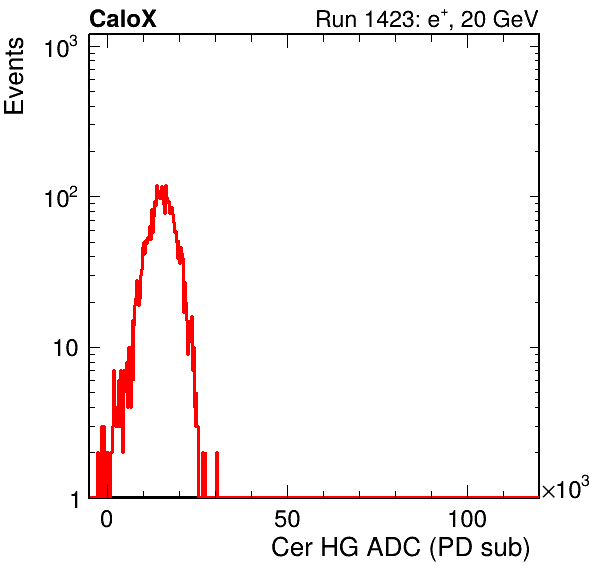 CaloX Run 1423: e⁺, 20 GeV
Events
10³
10²
10
1
0 50 100 ×10³
Cer HG ADC (PD sub)